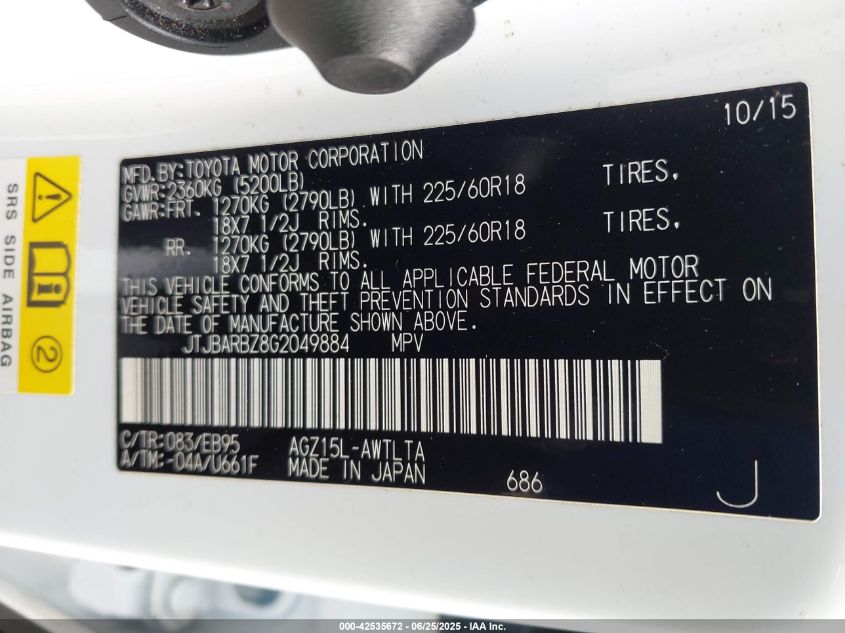 10/15
MFD.BY:TOYOTA MOTOR CORPORATION
GVWR:2360KG (5200LB)
GAWR:FRT. 1270KG (2790LB) WITH 225/60R18 TIRES,
18X7 1/2J RIMS.
RR. 1270KG (2790LB) WITH 225/60R18 TIRES,
18X7 1/2J RIMS.
THIS VEHICLE CONFORMS TO ALL APPLICABLE FEDERAL MOTOR
VEHICLE SAFETY AND THEFT PREVENTION STANDARDS IN EFFECT ON
THE DATE OF MANUFACTURE SHOWN ABOVE.
JTJBARBZ8G2049884 MPV
C/TR:083/EB95 AGZ15L-AWTLTA
A/TM:-04A/U661F MADE IN JAPAN 686 J
SRS SIDE AIRBAG
2
000-42535672 - 06/25/2025 - IAA Inc.